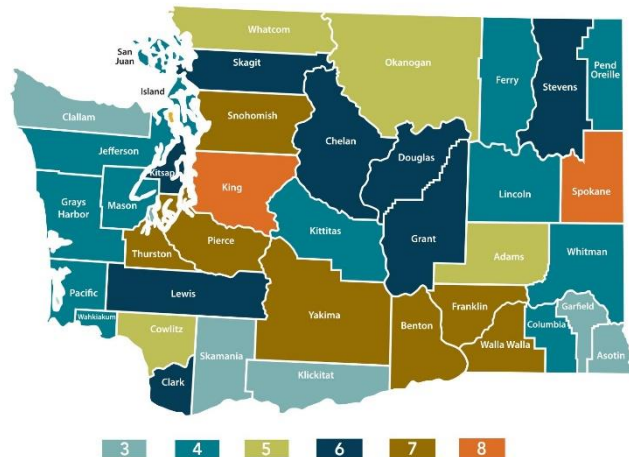 Whatcom
San
Juan
Skagit
Island
Okanogan
Ferry
Stevens
Pend
Oreille
Clallam
Snohomish
Chelan
Douglas
Jefferson
Kitsap
King
Lincoln
Spokane
Grays
Harbor
Mason
Kittitas
Grant
Pierce
Thurston
Adams
Whitman
Pacific
Lewis
Yakima
Franklin
Garfield
Wahkiakum
Cowlitz
Benton
Columbia
Walla Walla
Asotin
Skamania
Klickitat
Clark
3 4 5 6 7 8